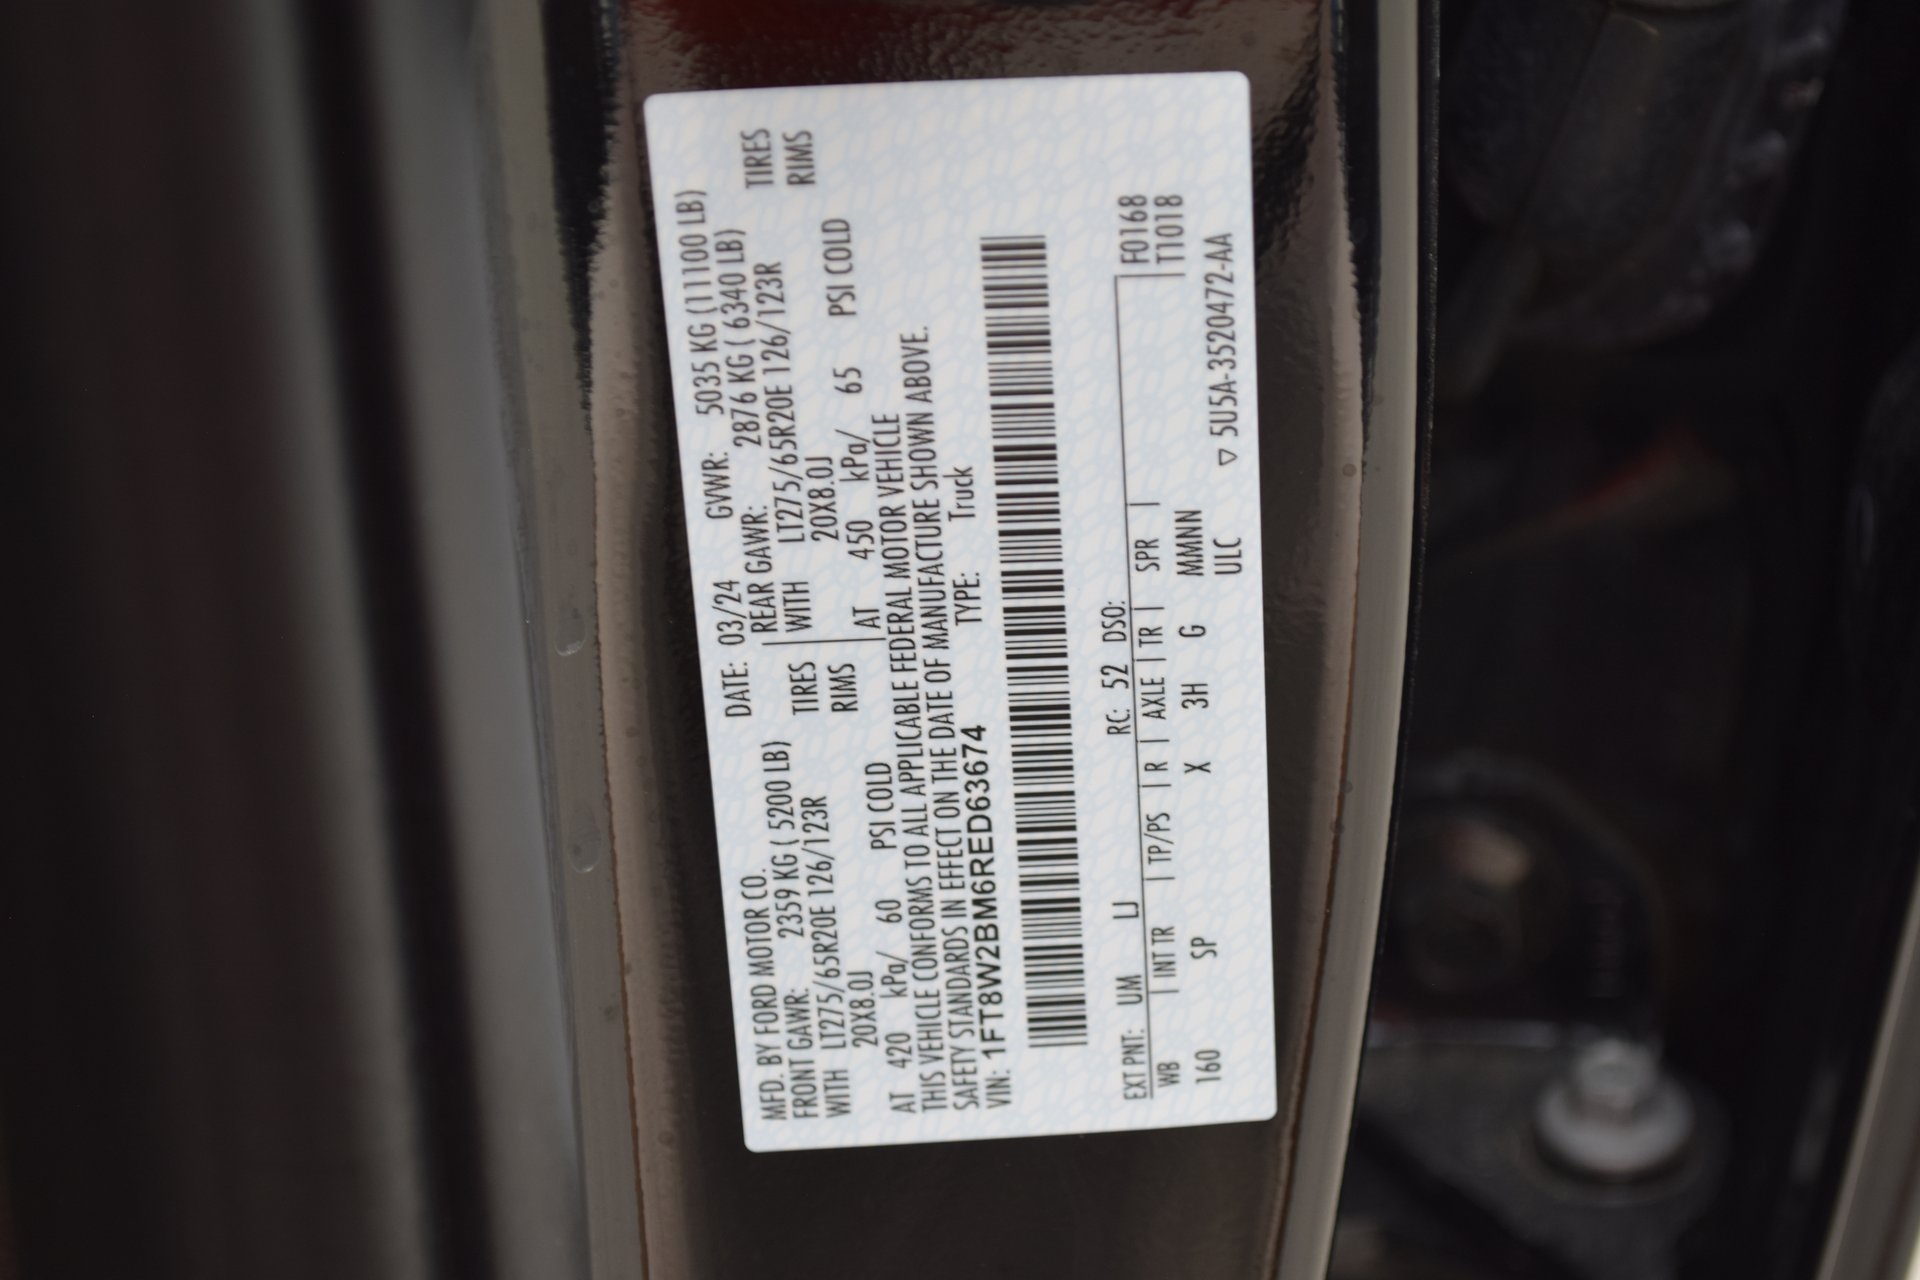 MFD. BY FORD MOTOR CO. DATE: 03/24 GVWR: 5035 KG (11100 LB)
FRONT GAWR: 2359 KG ( 5200 LB) REAR GAWR: 2876 KG ( 6340 LB)
WITH LT275/65R20E 126/123R TIRES WITH LT275/65R20E 126/123R TIRES
20X8.0J RIMS 20X8.0J RIMS
AT 420 kPa/ 60 PSI COLD AT 450 kPa/ 65 PSI COLD
THIS VEHICLE CONFORMS TO ALL APPLICABLE FEDERAL MOTOR VEHICLE
SAFETY STANDARDS IN EFFECT ON THE DATE OF MANUFACTURE SHOWN ABOVE.
VIN: 1FT8W2BM6RED63674 TYPE: Truck
EXT PNT: UM LJ RC: 52 DSO: F0168
WB | INT TR | TP/PS | R | AXLE | TR | SPR | T1018
160 SP X 3H G MMNN
ULC ▽ 5U5A-3520472-AA